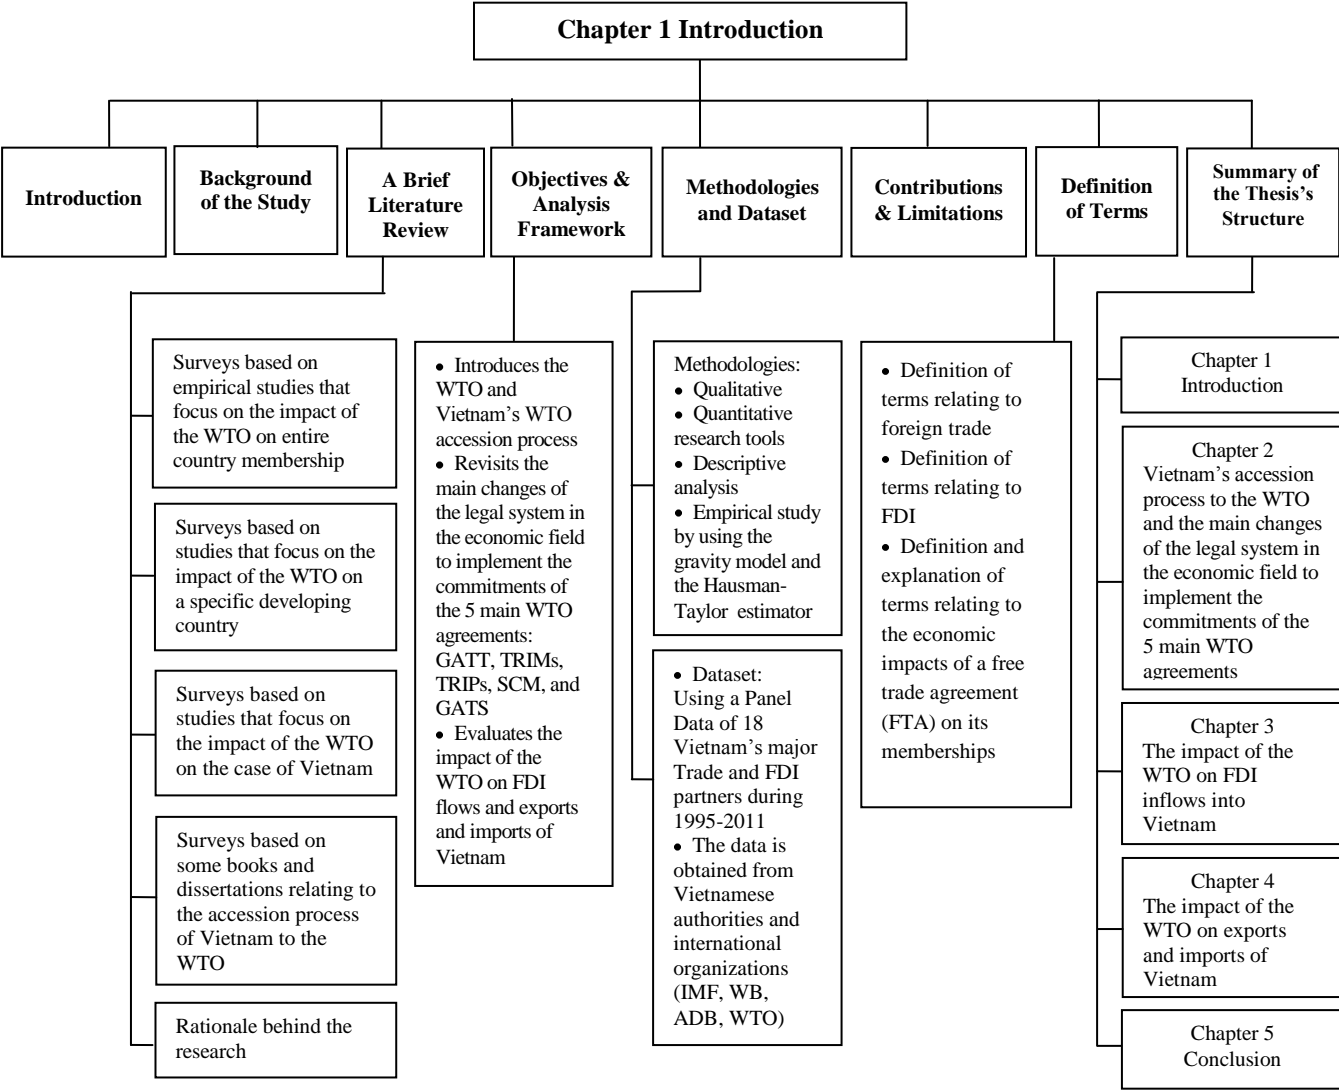 Chapter 1 Introduction
Introduction
Background
of the Study
A Brief
Literature
Review
Objectives &
Analysis
Framework
Methodologies
and Dataset
Contributions
& Limitations
Definition
of Terms
Summary of
the Thesis's
Structure
Surveys based on
empirical studies that
focus on the impact of
the WTO on entire
country membership
Surveys based on
studies that focus on the
impact of the WTO on
a specific developing
country
Surveys based on
studies that focus on
the impact of the WTO
on the case of Vietnam
Surveys based on
some books and
dissertations relating to
the accession process
of Vietnam to the
WTO
Rationale behind the
research
• Introduces the
WTO and
Vietnam's WTO
accession process
• Revisits the
main changes of
the legal system in
the economic field
to implement the
commitments of
the 5 main WTO
agreements:
GATT, TRIMs,
TRIPs, SCM, and
GATS
• Evaluates the
impact of the
WTO on FDI
flows and exports
and imports of
Vietnam
Methodologies:
• Qualitative
• Quantitative
research tools
• Descriptive
analysis
• Empirical study
by using the
gravity model and
the Hausman-
Taylor estimator
• Dataset:
Using a Panel
Data of 18
Vietnam's major
Trade and FDI
partners during
1995-2011
• The data is
obtained from
Vietnamese
authorities and
international
organizations
(IMF, WB,
ADB, WTO)
• Definition of
terms relating to
foreign trade
• Definition of
terms relating to
FDI
• Definition and
explanation of
terms relating to
the economic
impacts of a free
trade agreement
(FTA) on its
memberships
Chapter 1
Introduction
Chapter 2
Vietnam's accession
process to the WTO
and the main changes
of the legal system in
the economic field to
implement the
commitments of the
5 main WTO
agreements
Chapter 3
The impact of the
WTO on FDI
inflows into
Vietnam
Chapter 4
The impact of the
WTO on exports
and imports of
Vietnam
Chapter 5
Conclusion